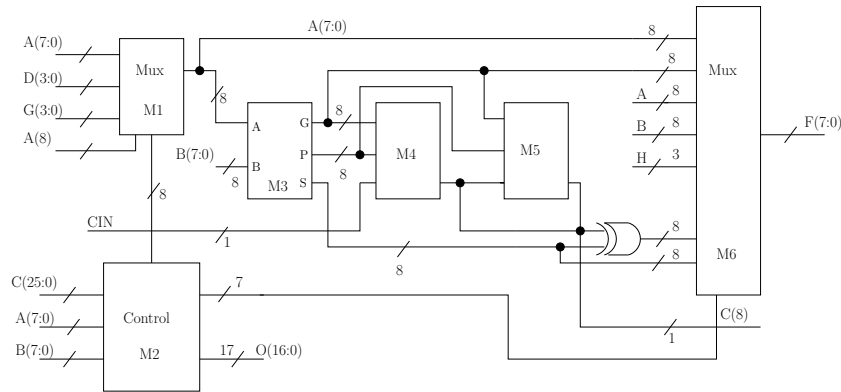 A(7:0)
8
A(7:0)
Mux
8
Mux
D(3:0)
8
A
8
G(3:0)
M1
A
G
8
B
8
F(7:0)
A(8)
B(7:0)
P
M4
M5
H
3
8
B
M3
S
8
8
CIN
1
8
8
M6
8
C(25:0)
7
C(8)
A(7:0)
Control
1
B(7:0)
M2
17
O(16:0)